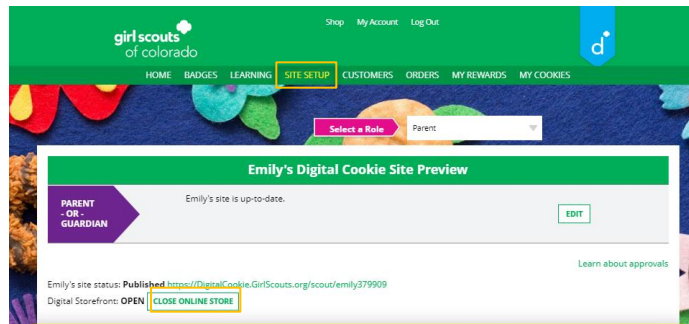 Shop My Account Log Out
girl scouts
of colorado
d
HOME BADGES LEARNING SITE SETUP CUSTOMERS ORDERS MY REWARDS MY COOKIES
Select a Role Parent
Emily's Digital Cookie Site Preview
PARENT
- OR -
GUARDIAN
Emily's site is up-to-date.
EDIT
Learn about approvals
Emily's site status: Published https://DigitalCookie.GirlScouts.org/scout/emily379909
Digital Storefront: OPEN CLOSE ONLINE STORE